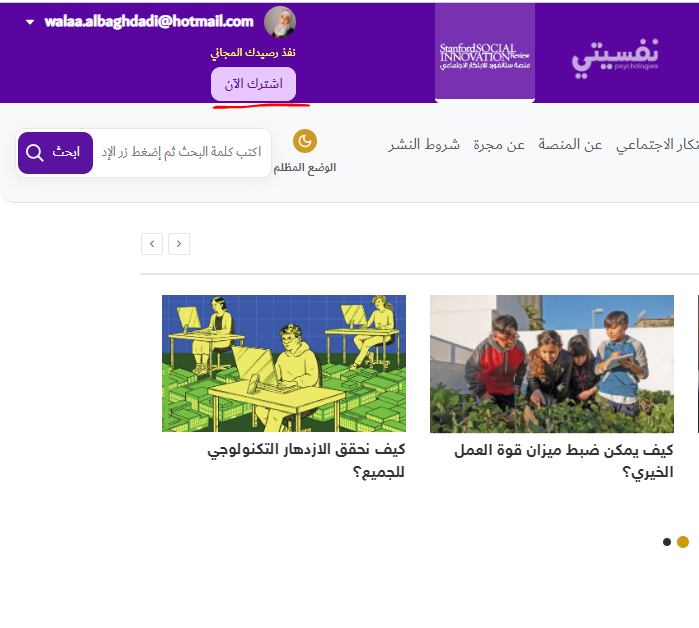 walaa.albaghdadi@hotmail.com
نفذ رصيدك المجاني
اشترك الآن
نفسيتي
psychologies
Stanford SOCIAL
INNOVATION Review
منصة ستانفورد للابتكار الاجتماعي
تكار الاجتماعي عن المنصة عن مجرة شروط النشر
الوضع المظلم
اكتب كلمة البحث ثم إضغط زر الإد
ابحث
كيف يمكن ضبط ميزان قوة العمل
الخيري؟
كيف نحقق الازدهار التكنولوجي
للجميع؟